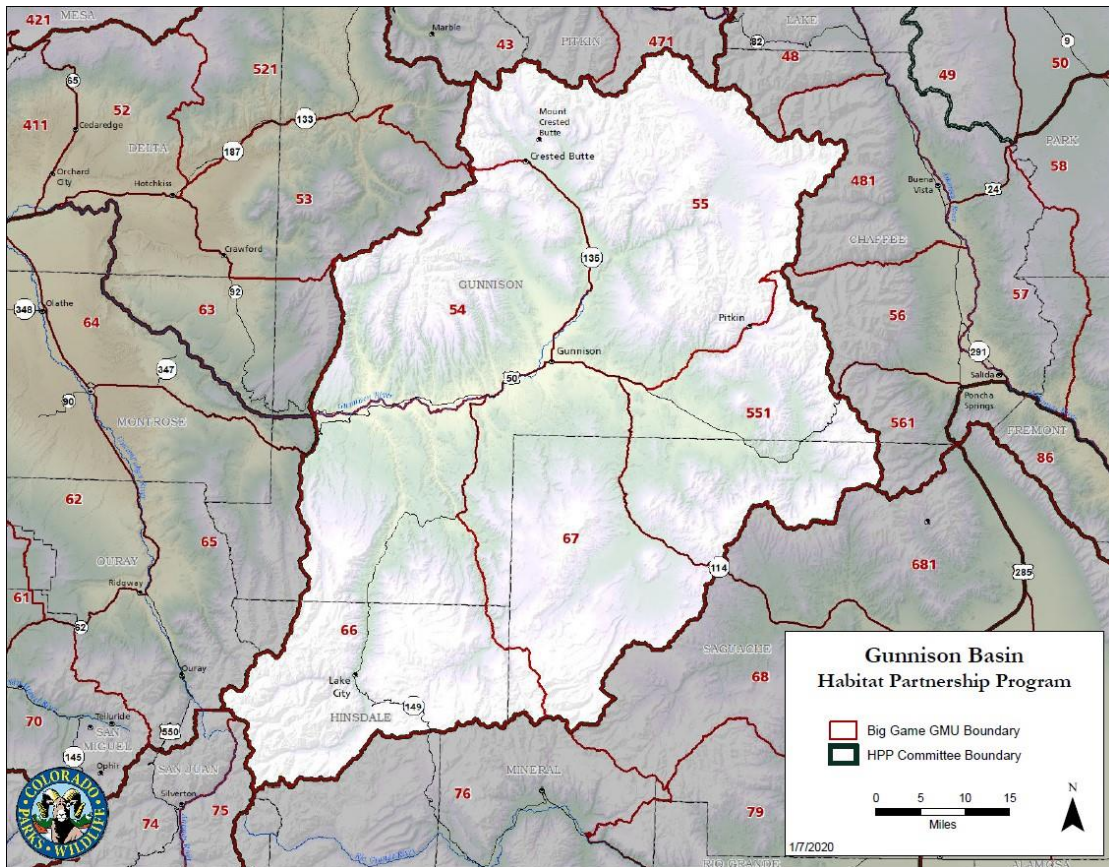 MESA
421
Marble
43
PITKIN
471
LAKE
82
48
49
9
50
521
65
52
411
Cedaredge
133
Mount
Crested
Butte
PARK
DELTA
187
Crested Butte
58
Orchard
City
Hotchkiss
53
481
Buena
Vista
24
55
CHAFFEE
Crawford
135
GUNNISON
92
54
63
57
348
Olathe
64
Pitkin
56
291
Gunnison
347
50
Salida
Gunnison River
Poncha
Springs
90
551
561
MONTROSE
FREMONT
86
62
65
67
OURAY
681
114
285
Ridgway
61
66
62
SAGUACHE
68
Ouray
Lake
City
149
HINSDALE
70
Telluride
SAN
MIGUEL
550
145
Ophir
SAN JUAN
MINERAL
Silverton
76
75
74
79
RIO GRANDE
ALAMOSA
COLORADO
PARKS • WILDLIFE
Gunnison Basin
Habitat Partnership Program
Big Game GMU Boundary
HPP Committee Boundary
N
0 5 10 15
Miles
1/7/2020